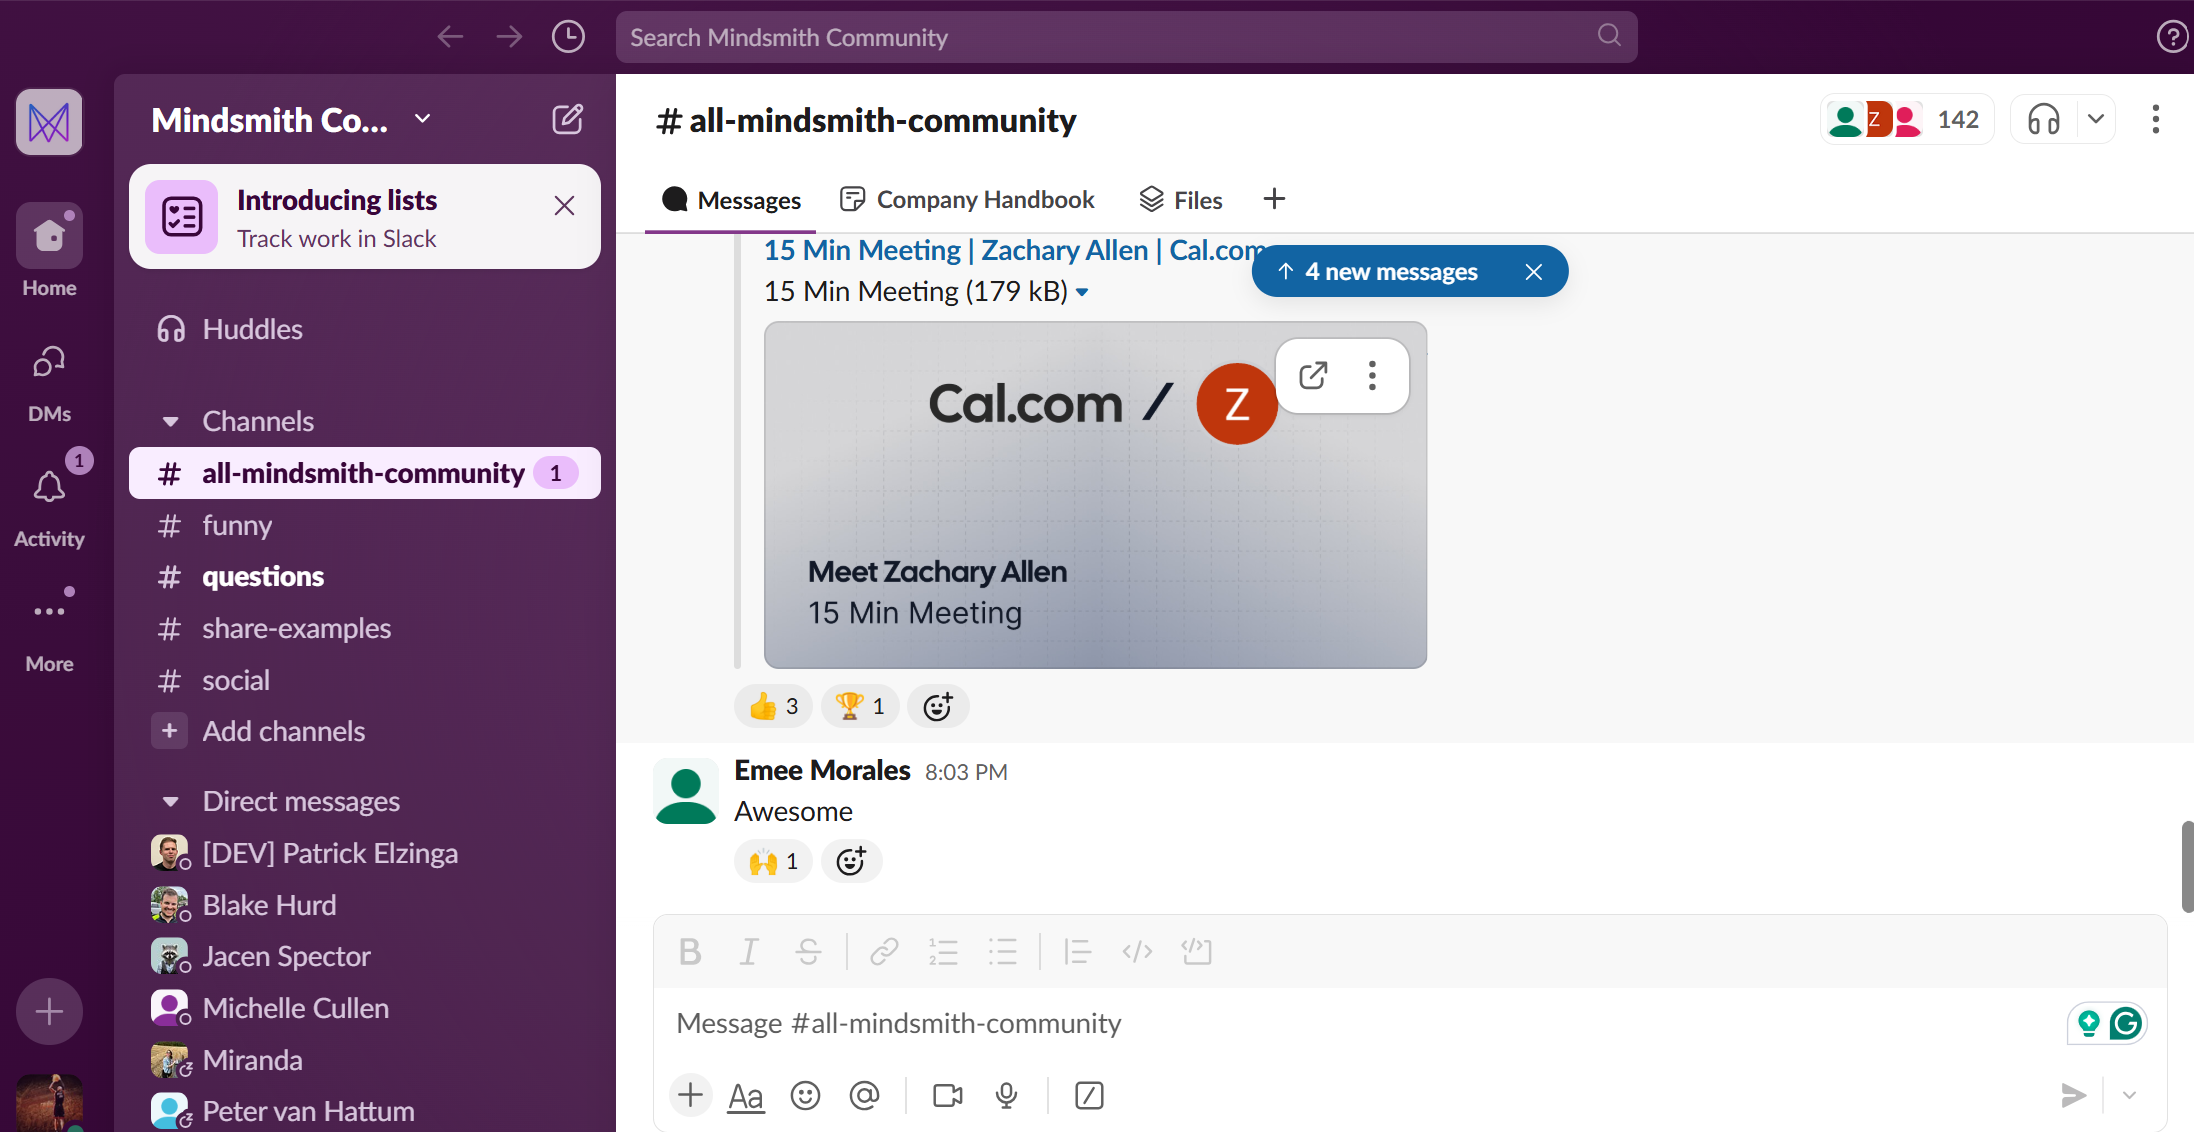 Search Mindsmith Community
Mindsmith Co...
Introducing lists
Track work in Slack
Home
DMs
1
Activity
More
Huddles
Channels
# all-mindsmith-community 1
# funny
# questions
# share-examples
# social
+ Add channels
Direct messages
[DEV] Patrick Elzinga
Blake Hurd
Jacen Spector
Michelle Cullen
Miranda
Peter van Hattum
# all-mindsmith-community
Z 142
Messages Company Handbook Files +
15 Min Meeting | Zachary Allen | Cal.com
↑ 4 new messages
15 Min Meeting (179 kB)
Cal.com / Z
Meet Zachary Allen
15 Min Meeting
👍 3 🏆 1
Emee Morales 8:03 PM
Awesome
🙌 1
Message #all-mindsmith-community
Aa